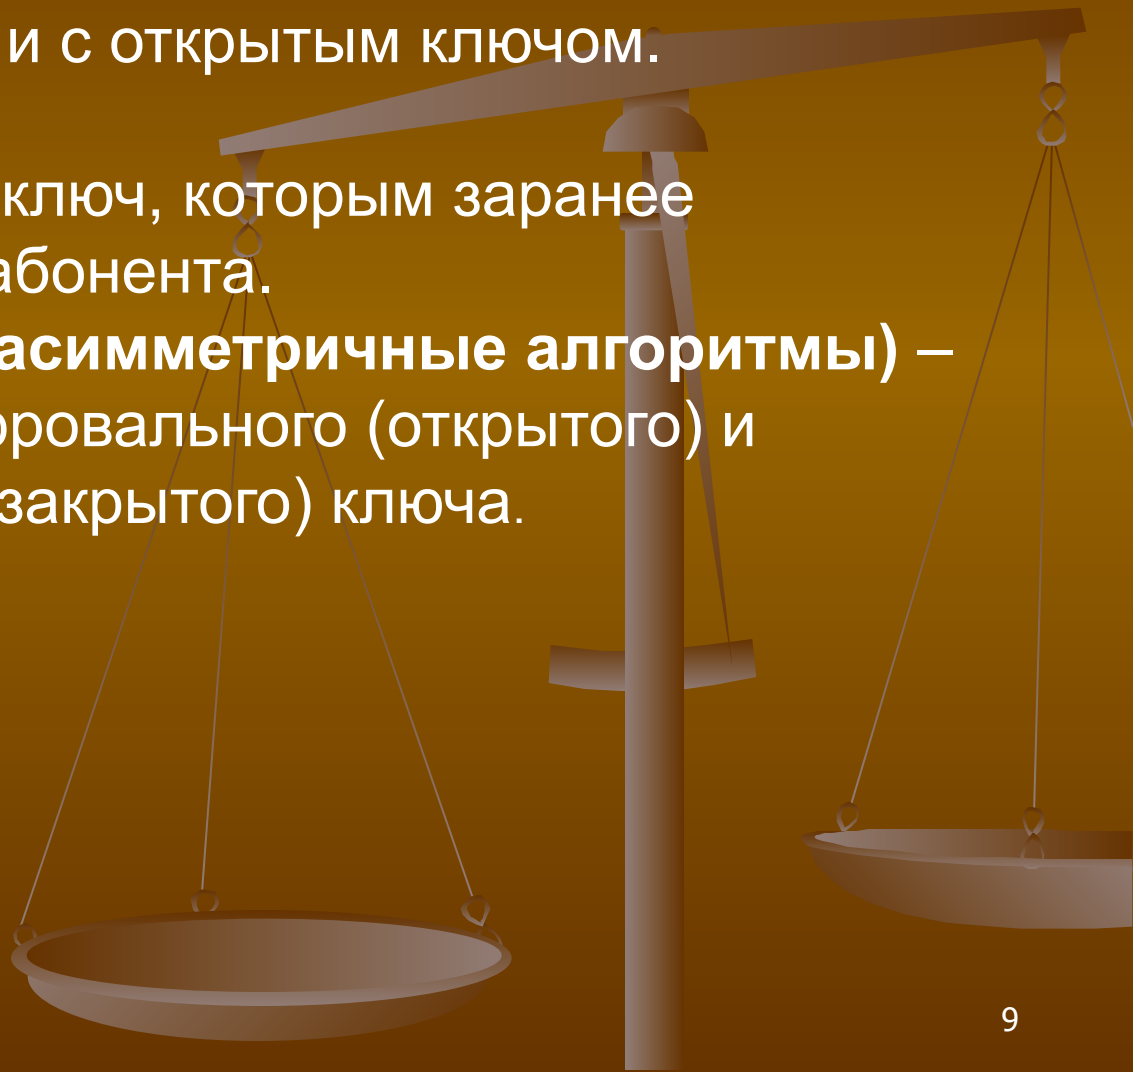 и с открытым ключом.
ключ, которым заранее
абонента.
асимметричные алгоритмы) –
ровального (открытого) и
закрытого) ключа.
9